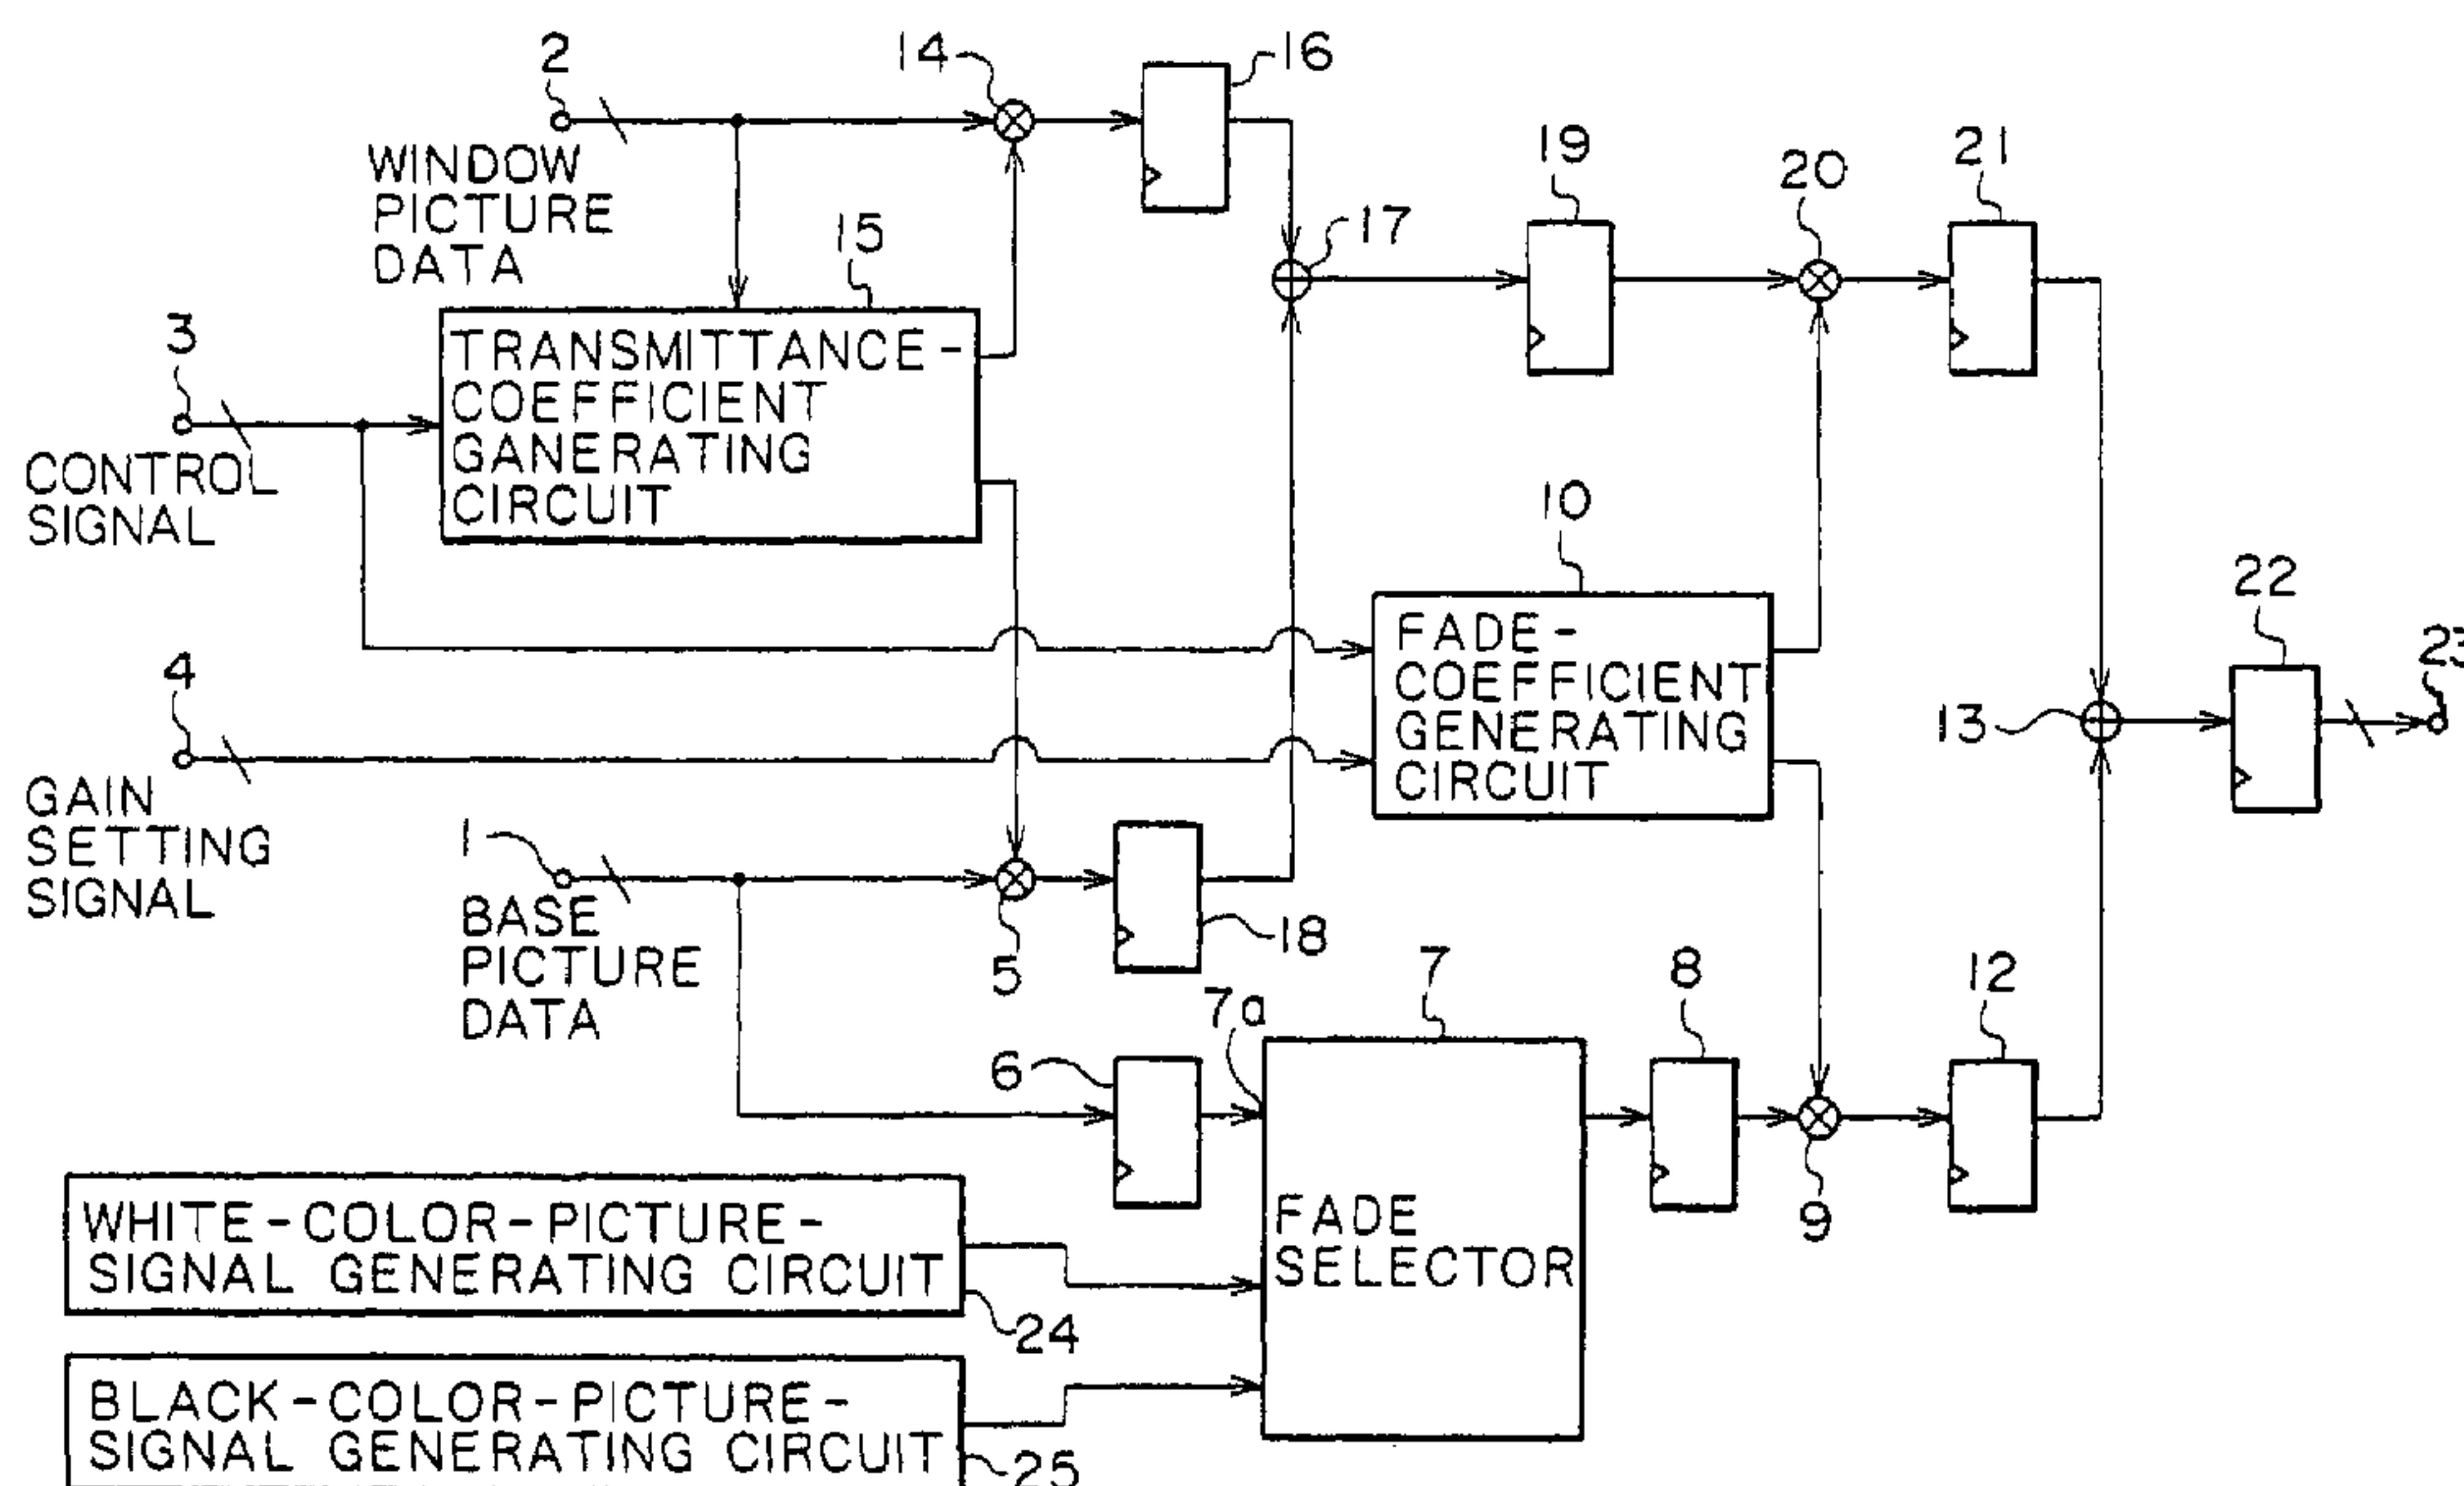 2
14
16
WINDOW
PICTURE
DATA
19
20
21
15
17
3
TRANSMITTANCE-
COEFFICIENT
GANERATING
CIRCUIT
CONTROL
SIGNAL
10
22
23
4
FADE-
COEFFICIENT
GENERATING
CIRCUIT
13
GAIN
SETTING
SIGNAL
1
BASE
PICTURE
DATA
5
18
7a
7
8
12
6
WHITE-COLOR-PICTURE-
SIGNAL GENERATING CIRCUIT
FADE
SELECTOR
9
24
BLACK-COLOR-PICTURE-
SIGNAL GENERATING CIRCUIT
25